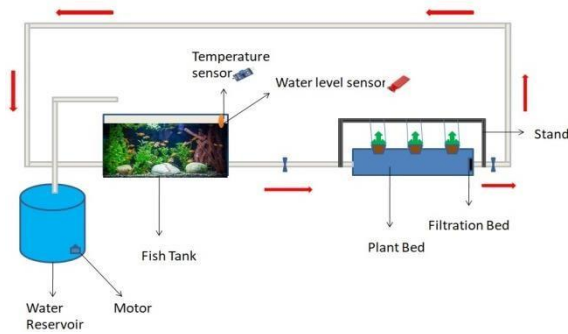 Temperature
sensor
Water level sensor
Stand
Filtration Bed
Fish Tank
Plant Bed
Water
Reservoir
Motor